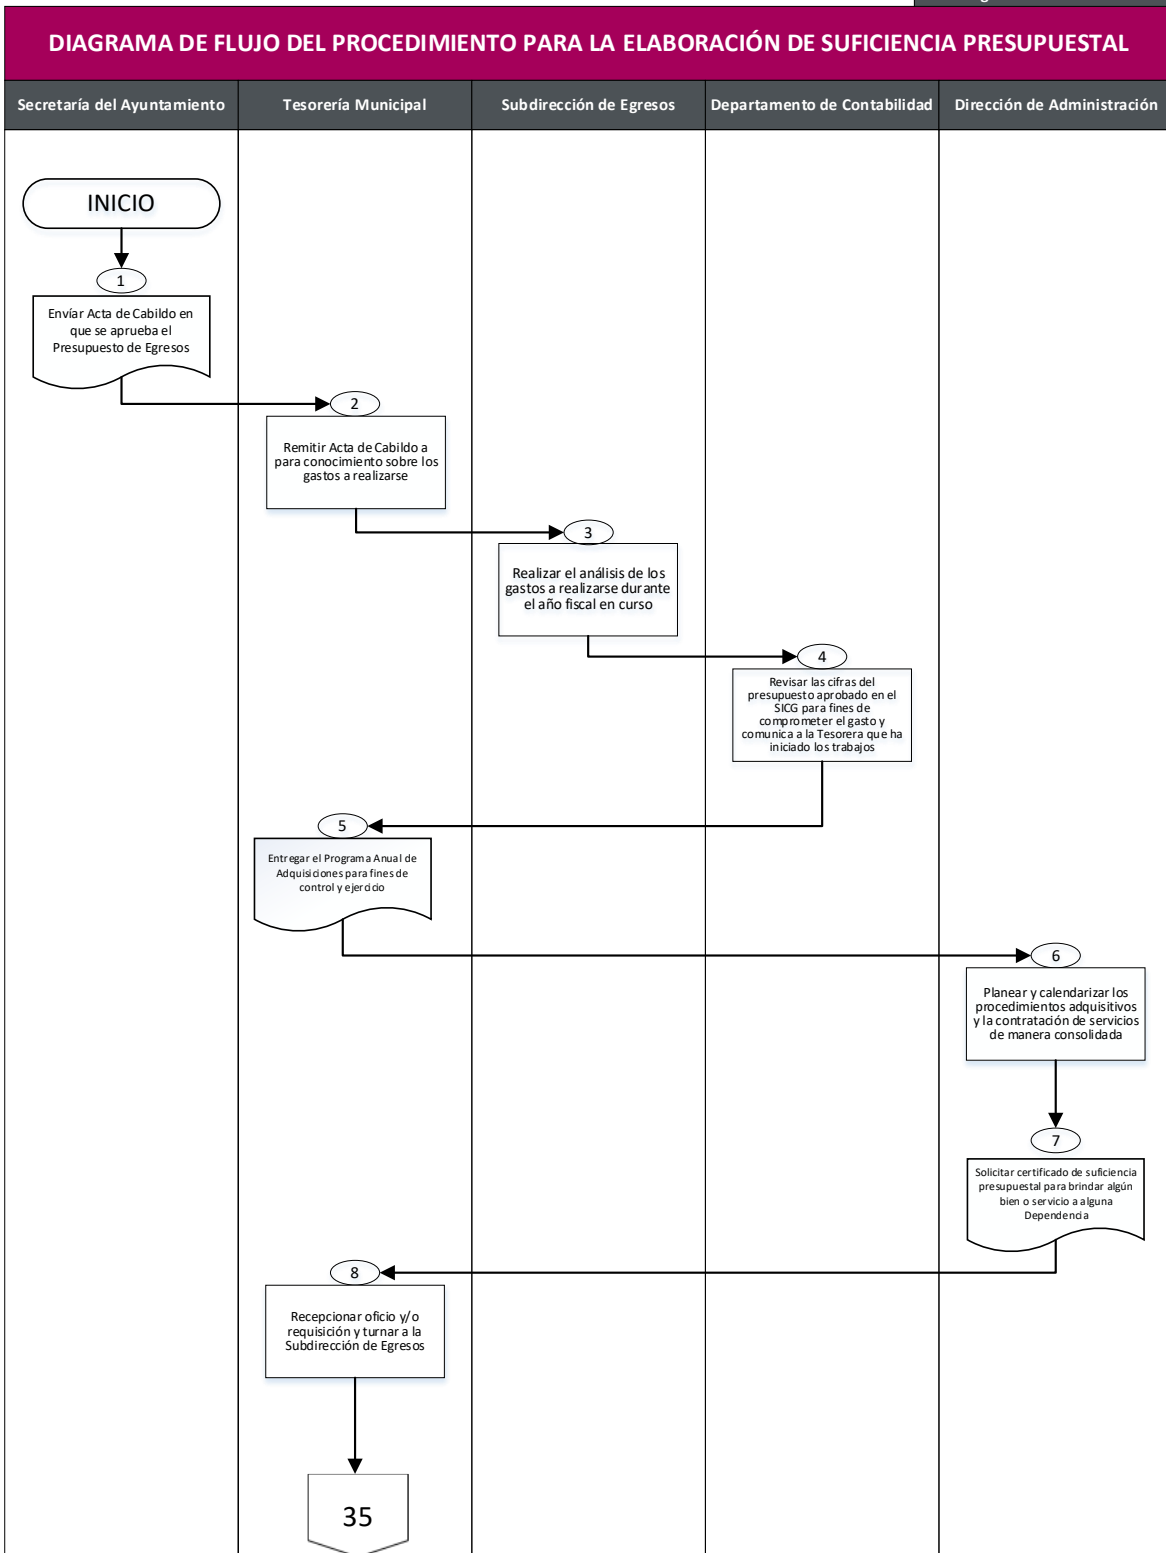 DIAGRAMA DE FLUJO DEL PROCEDIMIENTO PARA LA ELABORACIÓN DE SUFICIENCIA PRESUPUESTAL
Secretaría del Ayuntamiento
Tesorería Municipal
Subdirección de Egresos
Departamento de Contabilidad
Dirección de Administración
INICIO
1
Envíar Acta de Cabildo en
que se aprueba el
Presupuesto de Egresos
2
Remitir Acta de Cabildo a
para conocimiento sobre los
gastos a realizarse
3
Realizar el análisis de los
gastos a realizarse durante
el año fiscal en curso
4
Revisar las cifras del
presupuesto aprobado en el
SICG para fines de
comprometer el gasto y
comunica a la Tesorera que ha
iniciado los trabajos
5
Entregar el Programa Anual de
Adquisiciones para fines de
control y ejercicio
6
Planear y calendarizar los
procedimientos adquisitivos
y la contratación de servicios
de manera consolidada
7
Solicitar certificado de suficiencia
presupuestal para brindar algún
bien o servicio a alguna
Dependencia
8
Recepcionar oficio y/o
requisición y turnar a la
Subdirección de Egresos
35